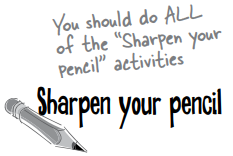 You should do ALL
of the "Sharpen your
pencil" activities
Sharpen your pencil